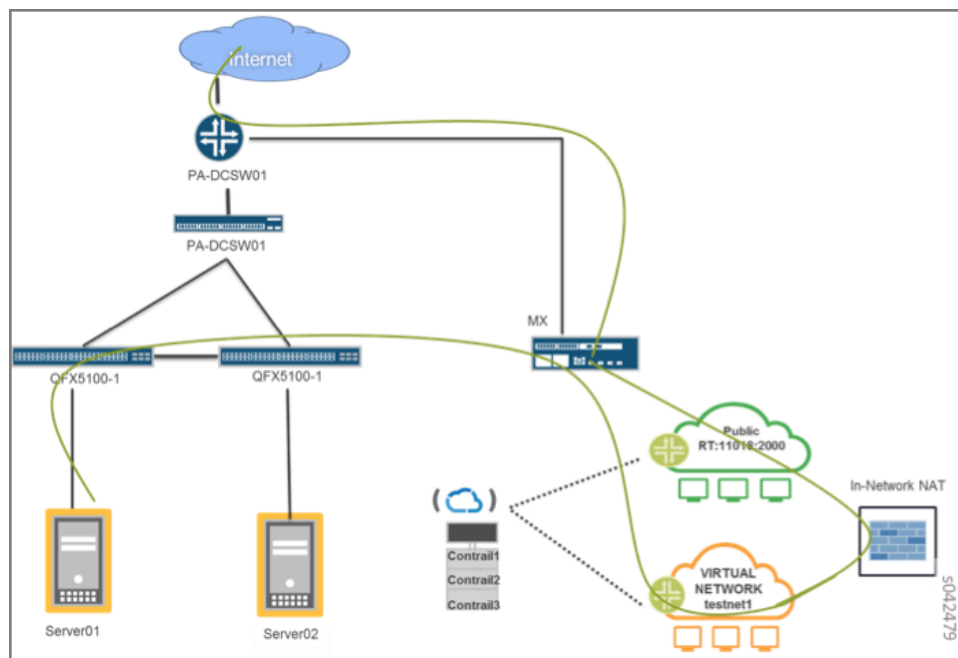 internet
PA-DCSW01
PA-DCSW01
MX
QFX5100-1
QFX5100-1
Public
RT:11013:2000
In-Network NAT
Contrail1
Contrail2
Contrail3
VIRTUAL
NETWORK
testnet1
Server01
Server02
s042479